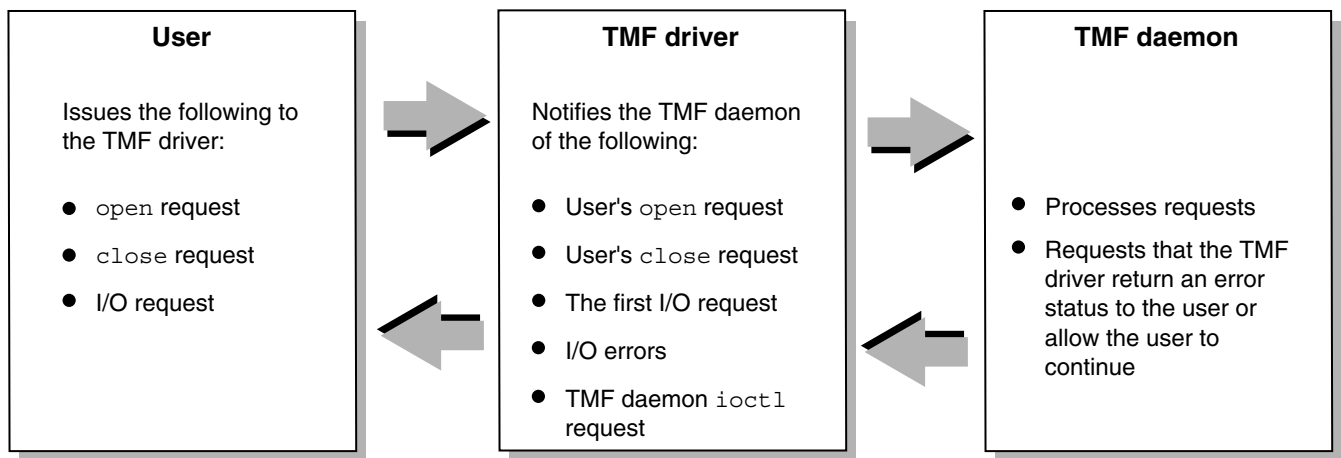 User
Issues the following to
the TMF driver:
● open request
● close request
● I/O request
TMF driver
Notifies the TMF daemon
of the following:
● User's open request
● User's close request
● The first I/O request
● I/O errors
● TMF daemon ioctl
request
TMF daemon
● Processes requests
● Requests that the TMF
driver return an error
status to the user or
allow the user to
continue